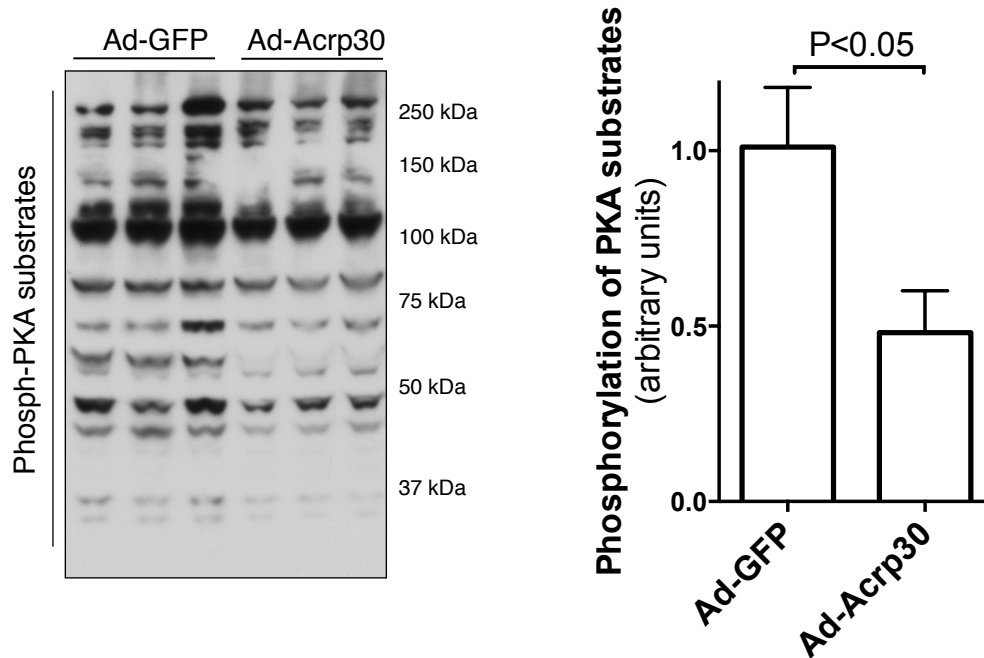 Ad-GFP Ad-Acrp30
Phosph-PKA substrates
250 kDa
150 kDa
100 kDa
75 kDa
50 kDa
37 kDa
Phosphorylation of PKA substrates
(arbitrary units)
P<0.05
1.0
0.5
0.0
Ad-GFP
Ad-Acrp30